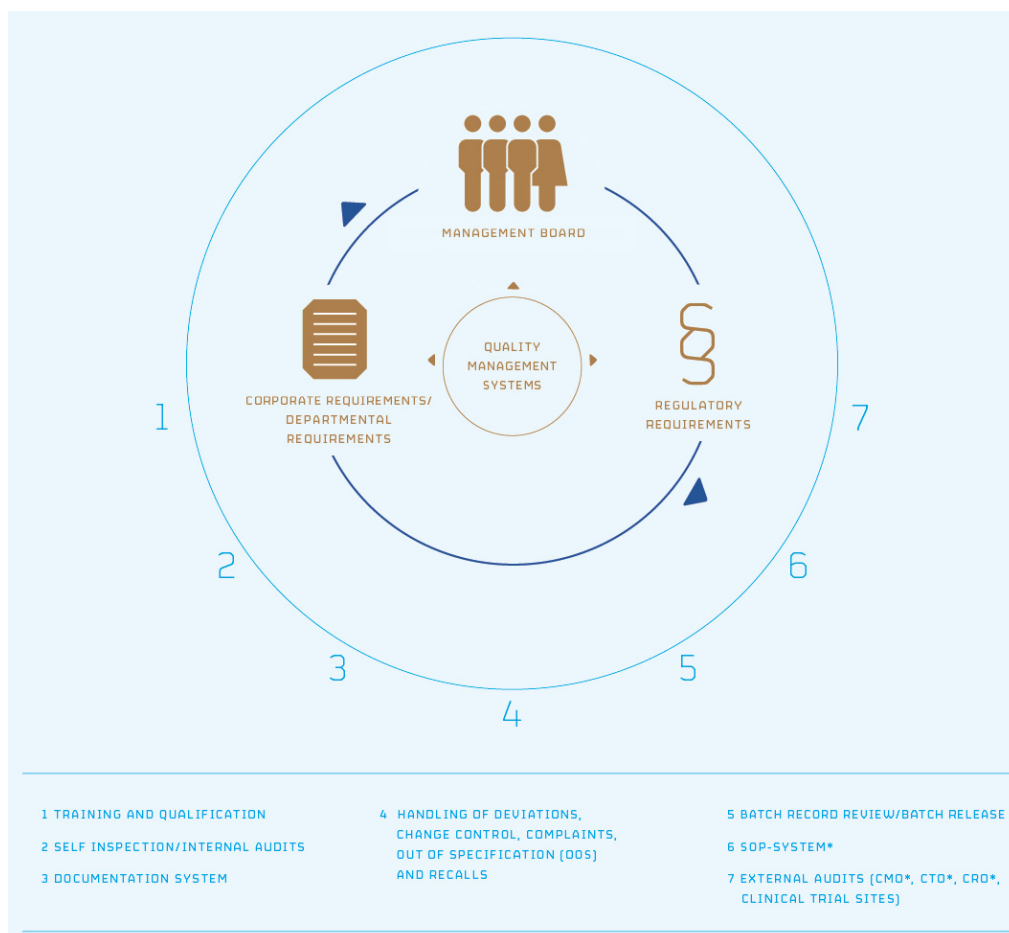 MANAGEMENT BOARD
QUALITY
MANAGEMENT
SYSTEMS
CORPORATE REQUIREMENTS/
DEPARTMENTAL
REQUIREMENTS
REGULATORY
REQUIREMENTS
1
2
3
4
5
6
7
1 TRAINING AND QUALIFICATION
2 SELF INSPECTION/INTERNAL AUDITS
3 DOCUMENTATION SYSTEM
4 HANDLING OF DEVIATIONS,
CHANGE CONTROL, COMPLAINTS,
OUT OF SPECIFICATION (OOS)
AND RECALLS
5 BATCH RECORD REVIEW/BATCH RELEASE
6 SOP-SYSTEM*
7 EXTERNAL AUDITS (CMO*, CTO*, CRO*,
CLINICAL TRIAL SITES)